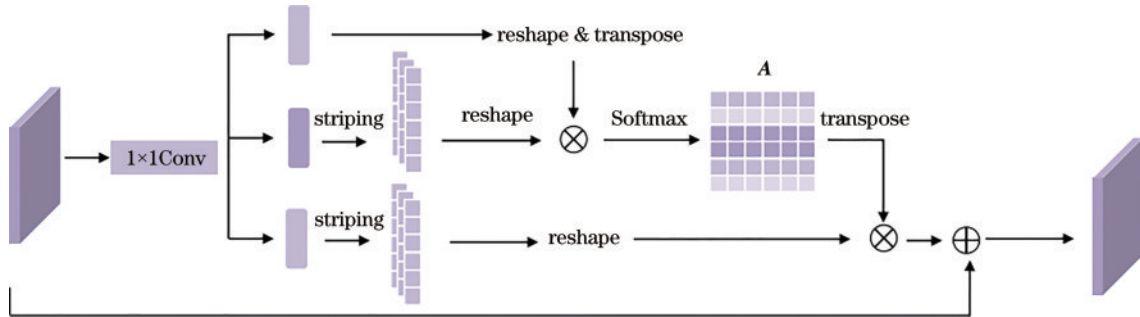 reshape & transpose
A
striping
reshape
Softmax
transpose
1×1Conv
striping
reshape